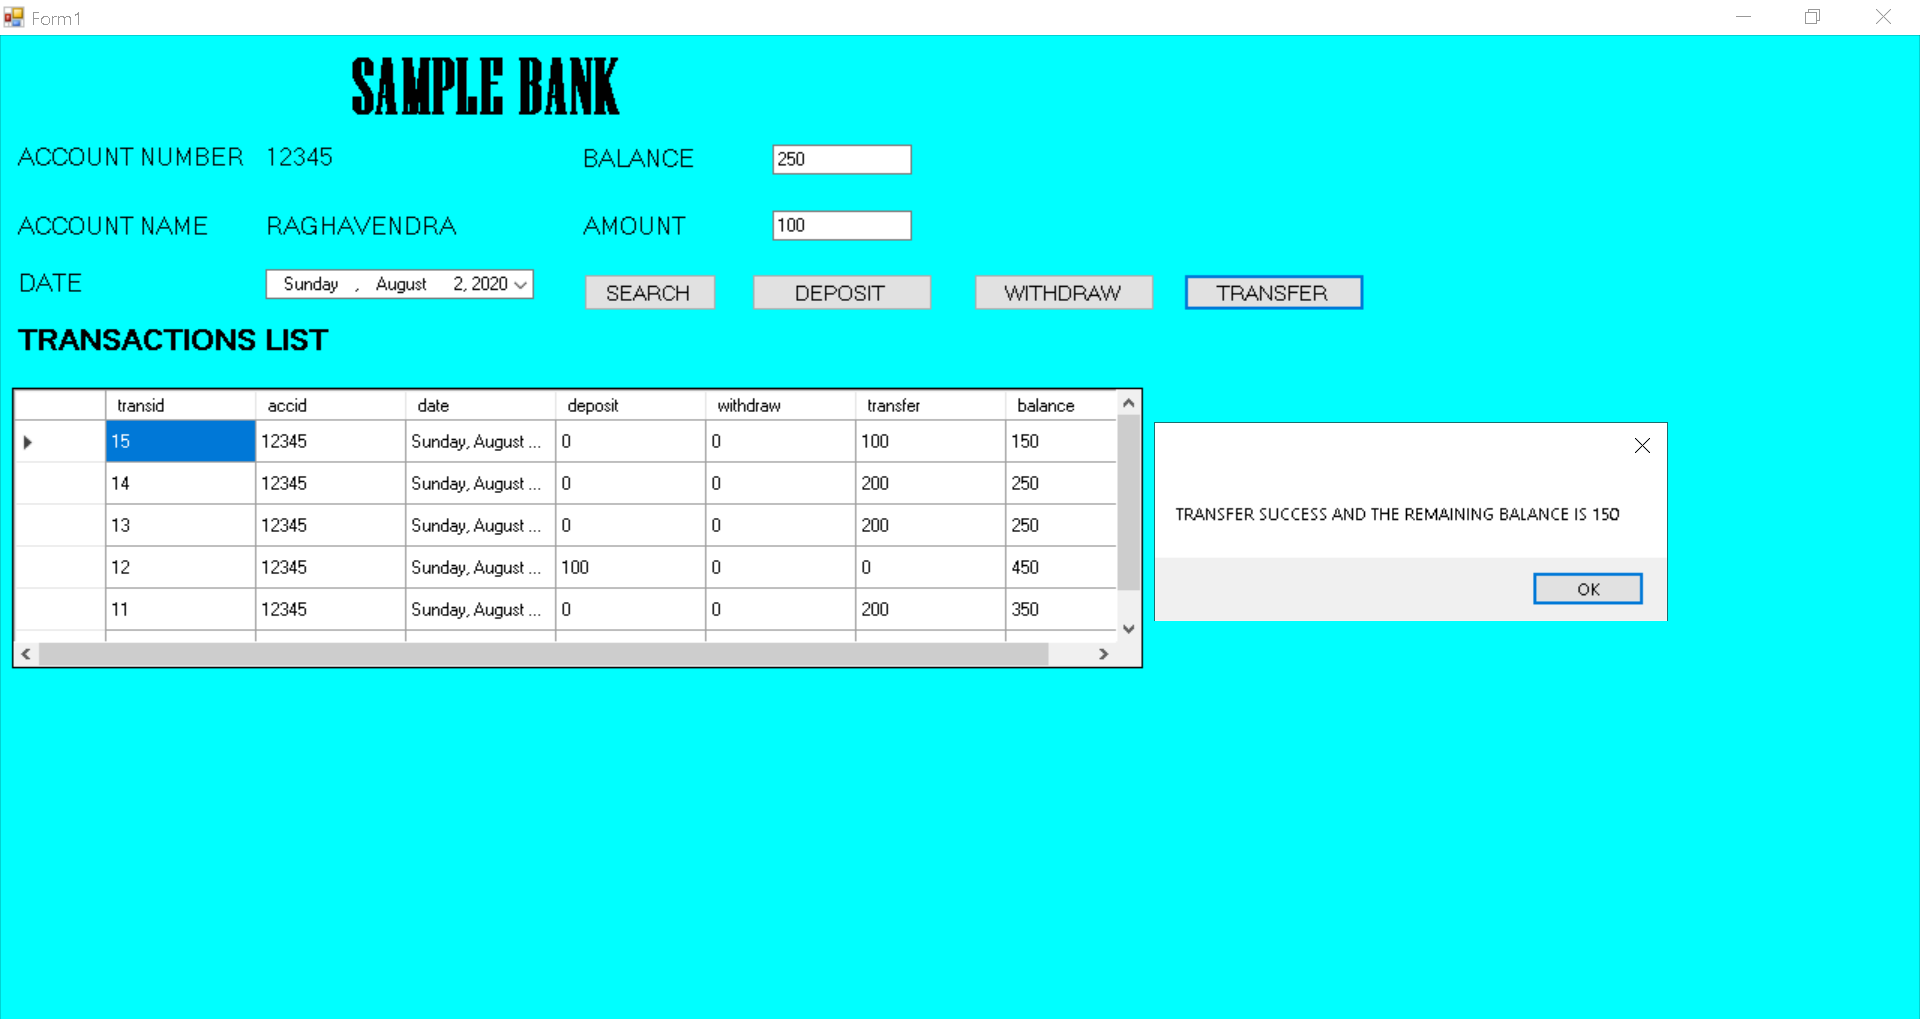 Form1
SAMPLE BANK
ACCOUNT NUMBER 12345 BALANCE 250
ACCOUNT NAME RAGHAVENDRA AMOUNT 100
DATE Sunday , August 2, 2020 SEARCH DEPOSIT WITHDRAW TRANSFER
TRANSACTIONS LIST
transid accid date deposit withdraw transfer balance
15 12345 Sunday, August ... 0 0 100 150
14 12345 Sunday, August ... 0 0 200 250
13 12345 Sunday, August ... 0 0 200 250
12 12345 Sunday, August ... 100 0 0 450
11 12345 Sunday, August ... 0 0 200 350
TRANSFER SUCCESS AND THE REMAINING BALANCE IS 150
OK